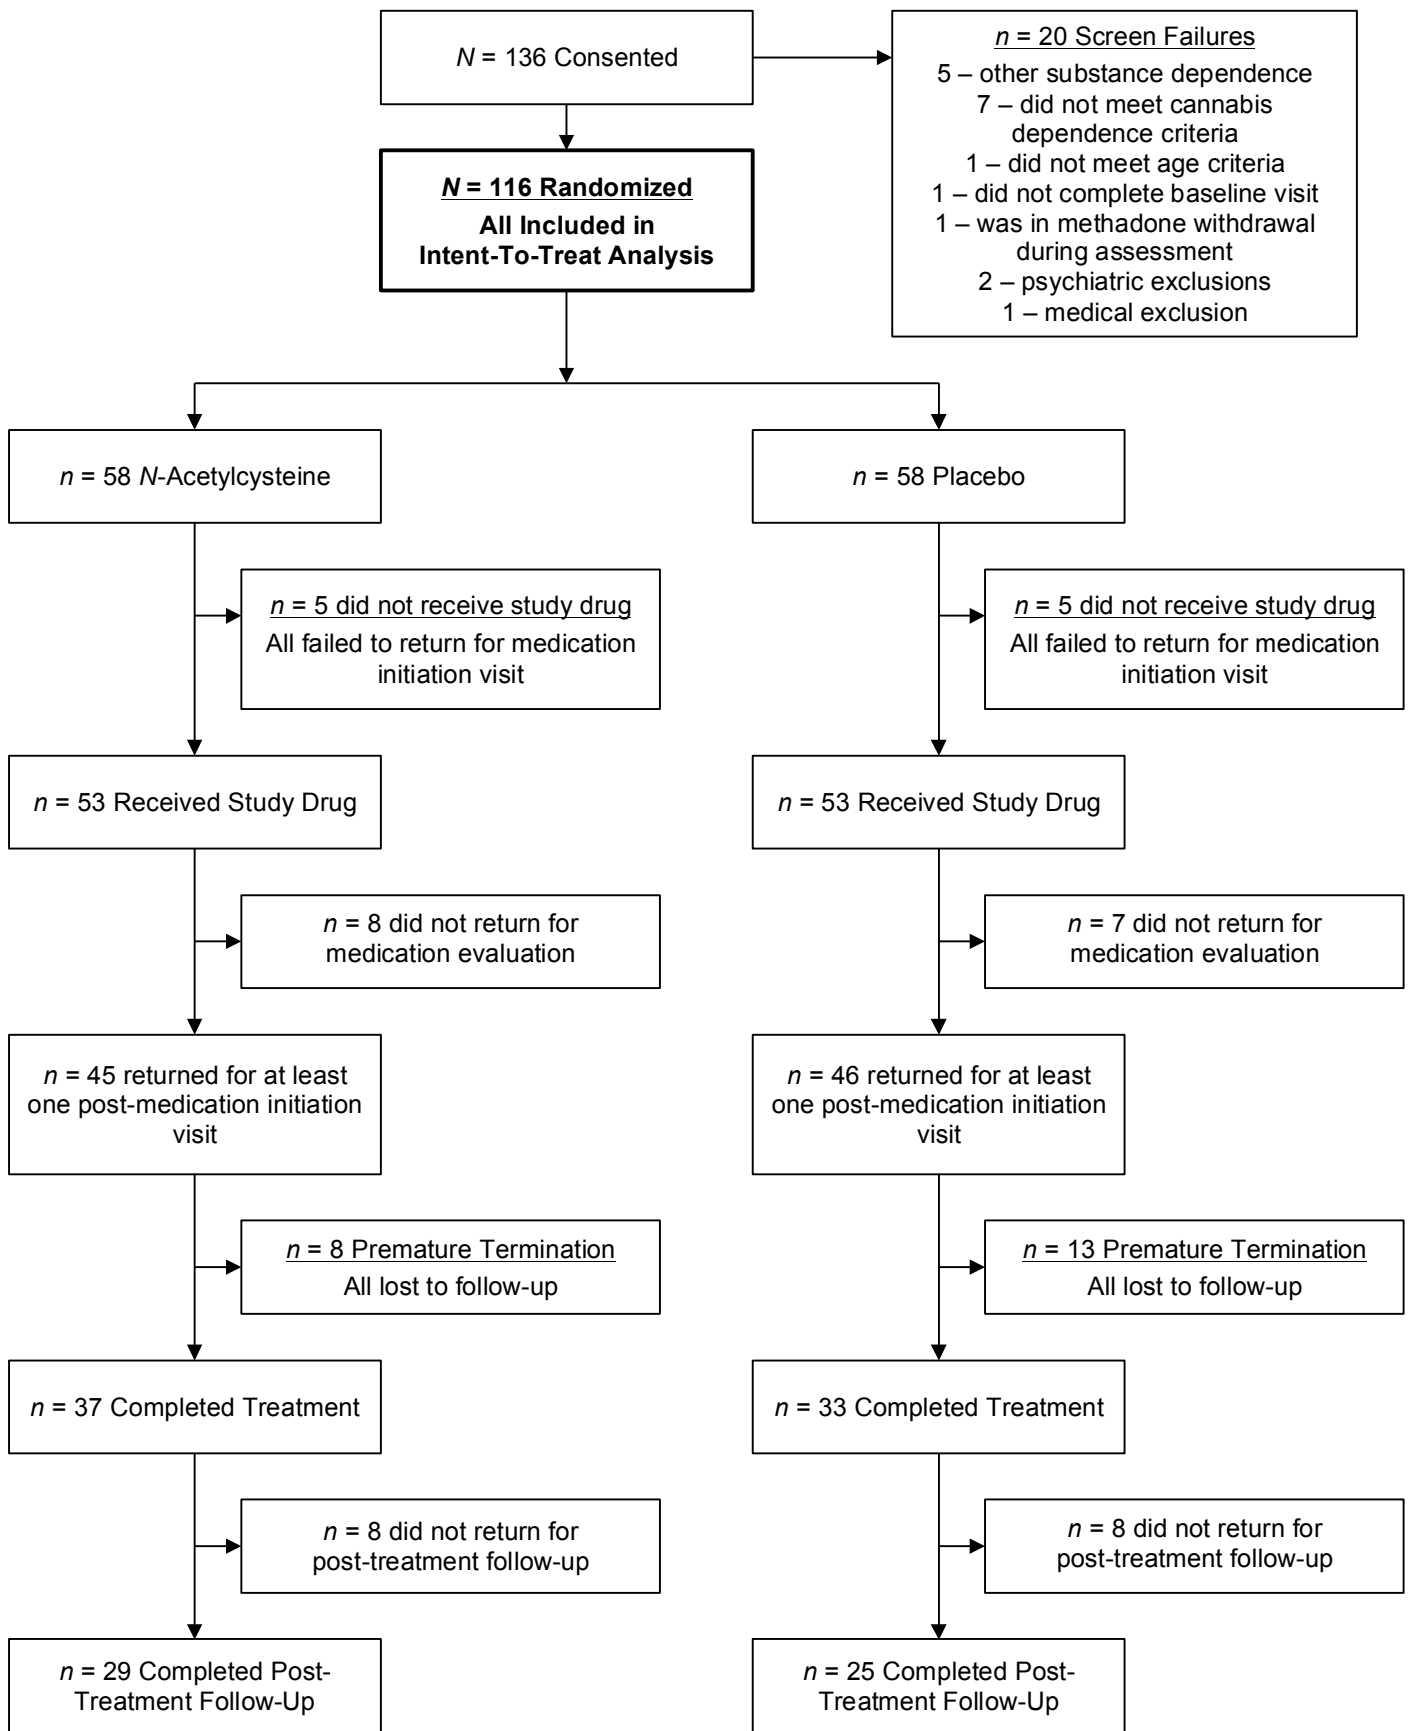 N = 136 Consented
n = 20 Screen Failures
5 – other substance dependence
7 – did not meet cannabis
dependence criteria
1 – did not meet age criteria
1 – did not complete baseline visit
1 – was in methadone withdrawal
during assessment
2 – psychiatric exclusions
1 – medical exclusion
N = 116 Randomized
All Included in
Intent-To-Treat Analysis
n = 58 N-Acetylcysteine
n = 58 Placebo
n = 5 did not receive study drug
All failed to return for medication
initiation visit
n = 5 did not receive study drug
All failed to return for medication
initiation visit
n = 53 Received Study Drug
n = 53 Received Study Drug
n = 8 did not return for
medication evaluation
n = 7 did not return for
medication evaluation
n = 45 returned for at least
one post-medication initiation
visit
n = 46 returned for at least
one post-medication initiation
visit
n = 8 Premature Termination
All lost to follow-up
n = 13 Premature Termination
All lost to follow-up
n = 37 Completed Treatment
n = 33 Completed Treatment
n = 8 did not return for
post-treatment follow-up
n = 8 did not return for
post-treatment follow-up
n = 29 Completed Post-
Treatment Follow-Up
n = 25 Completed Post-
Treatment Follow-Up